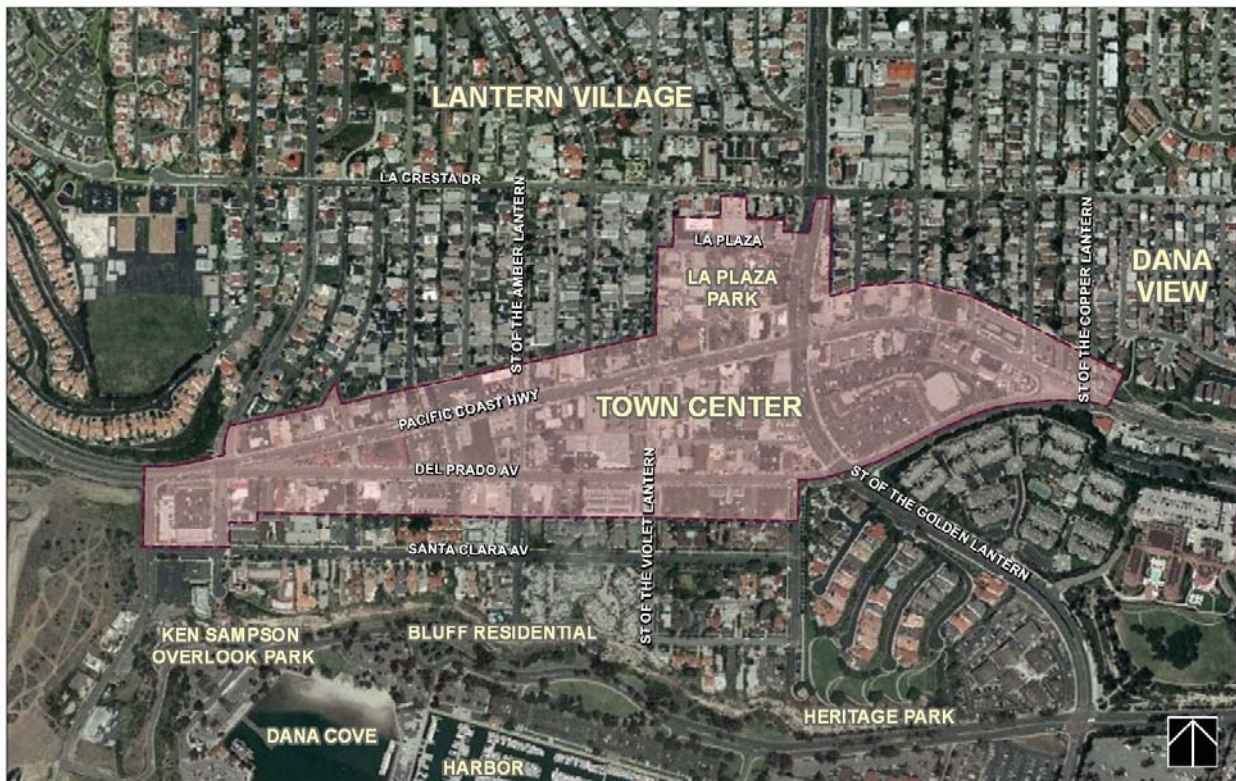 LANTERN VILLAGE
LA CRESTA DR
ST OF THE AMBER LANTERN
LA PLAZA
LA PLAZA
PARK
ST OF THE COPPER LANTERN
DANA
VIEW
PACIFIC COAST HWY
TOWN CENTER
DEL PRADO AV
ST OF THE VIOLET LANTERN
ST OF THE GOLDEN LANTERN
SANTA CLARA AV
KEN SAMPSON
OVERLOOK PARK
BLUFF RESIDENTIAL
HERITAGE PARK
DANA COVE
HARBOR